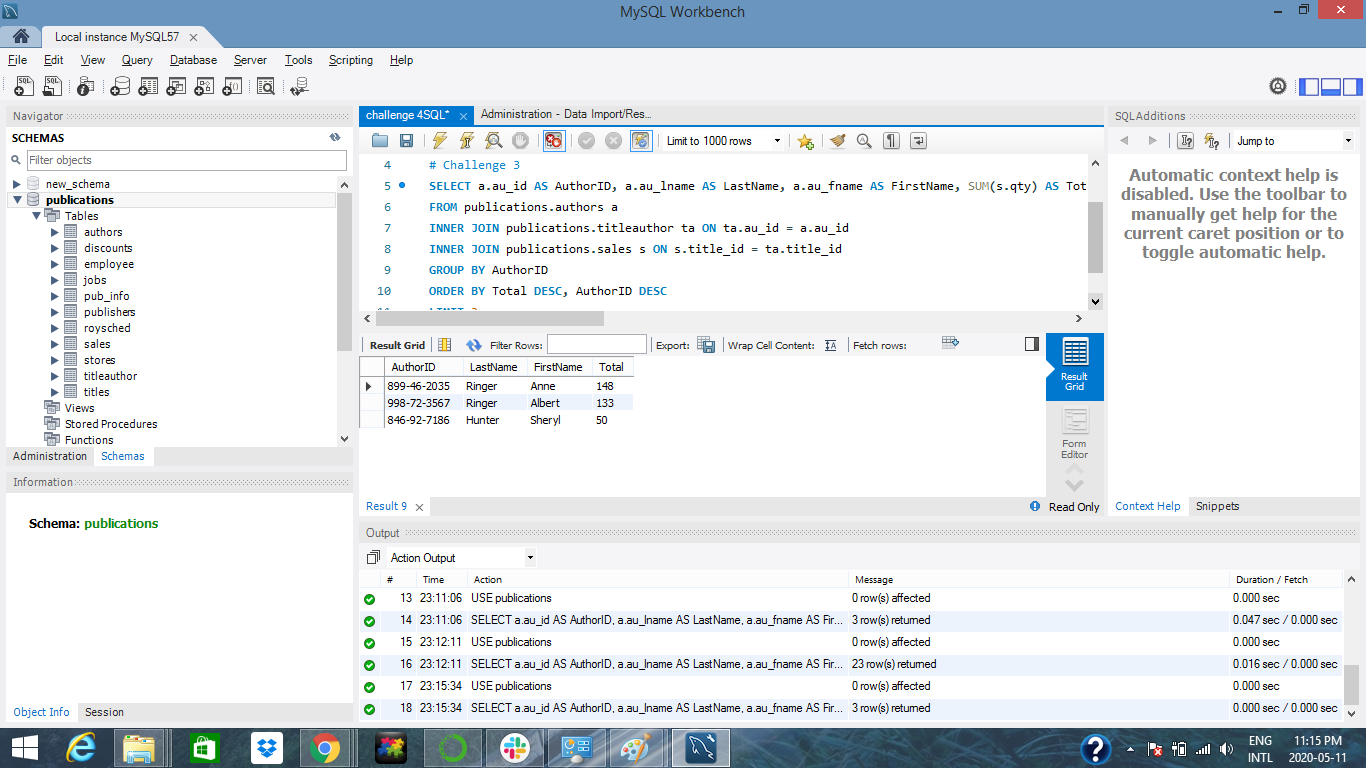 MySQL Workbench
Local instance MySQL57
File Edit View Query Database Server Tools Scripting Help
Navigator
SCHEMAS
Filter objects
new_schema
publications
Tables
authors
discounts
employee
jobs
pub_info
publishers
roysched
sales
stores
titleauthor
titles
Views
Stored Procedures
Functions
Administration Schemas
Information
Schema: publications
Object Info Session
challenge 4SQL* Administration - Data Import/Res...
Limit to 1000 rows
4 # Challenge 3
5 SELECT a.au_id AS AuthorID, a.au_lname AS LastName, a.au_fname AS FirstName, SUM(s.qty) AS Tot
6 FROM publications.authors a
7 INNER JOIN publications.titleauthor ta ON ta.au_id = a.au_id
8 INNER JOIN publications.sales s ON s.title_id = ta.title_id
9 GROUP BY AuthorID
10 ORDER BY Total DESC, AuthorID DESC
Result Grid Filter Rows: Export: Wrap Cell Content: Fetch rows:
AuthorID LastName FirstName Total
899-46-2035 Ringer Anne 148
998-72-3567 Ringer Albert 133
846-92-7186 Hunter Sheryl 50
Result
Grid
Form
Editor
Result 9
Read Only
Output
Action Output
# Time Action Message Duration / Fetch
13 23:11:06 USE publications 0 row(s) affected 0.000 sec
14 23:11:06 SELECT a.au_id AS AuthorID, a.au_lname AS LastName, a.au_fname AS Fir... 3 row(s) returned 0.047 sec / 0.000 sec
15 23:12:11 USE publications 0 row(s) affected 0.000 sec
16 23:12:11 SELECT a.au_id AS AuthorID, a.au_lname AS LastName, a.au_fname AS Fir... 23 row(s) returned 0.016 sec / 0.000 sec
17 23:15:34 USE publications 0 row(s) affected 0.000 sec
18 23:15:34 SELECT a.au_id AS AuthorID, a.au_lname AS LastName, a.au_fname AS Fir... 3 row(s) returned 0.000 sec / 0.000 sec
SQLAdditions
Jump to
Automatic context help is
disabled. Use the toolbar to
manually get help for the
current caret position or to
toggle automatic help.
Context Help Snippets
ENG
INTL
11:15 PM
2020-05-11